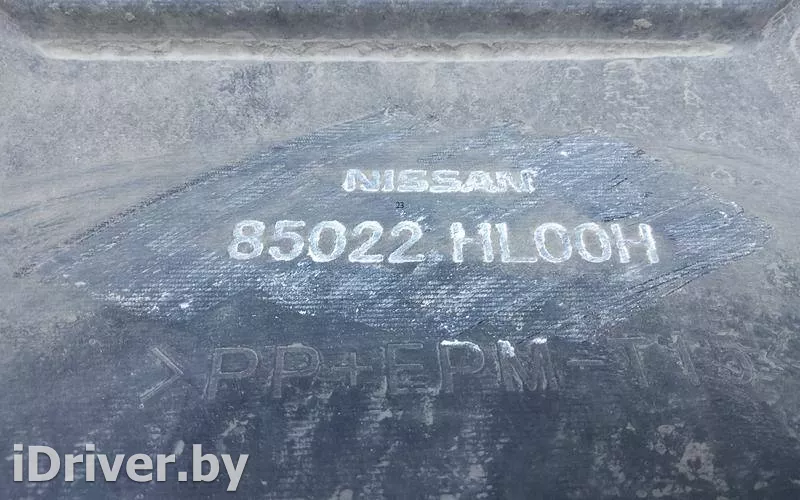 NISSAN
23
85022 HL00H
>PP+EPM-T15
iDriver.by